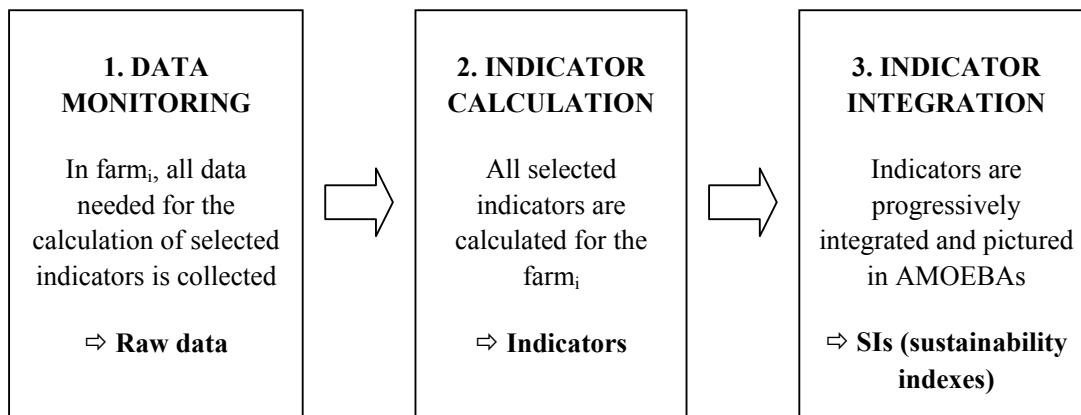 1. DATA
MONITORING
In farmᵢ, all data
needed for the
calculation of selected
indicators is collected
⇨ Raw data
2. INDICATOR
CALCULATION
All selected
indicators are
calculated for the
farmᵢ
⇨ Indicators
3. INDICATOR
INTEGRATION
Indicators are
progressively
integrated and pictured
in AMOEBAs
⇨ SIs (sustainability
indexes)